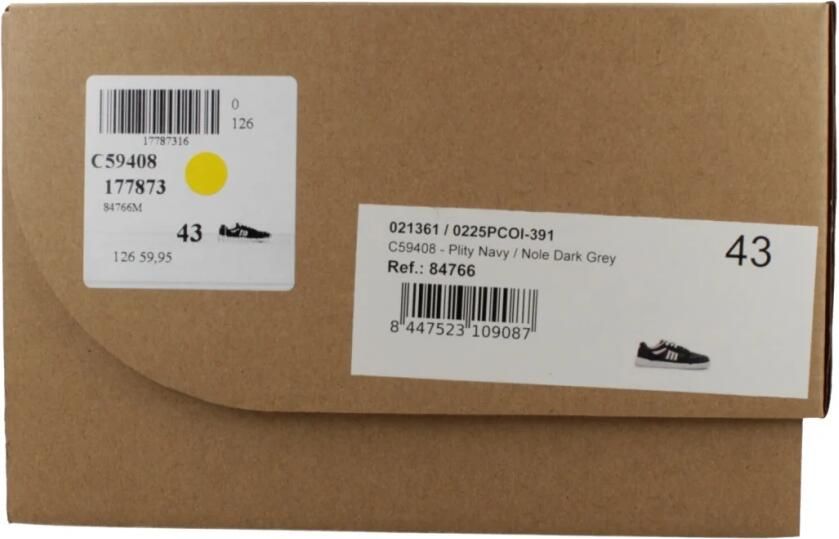 0
126
17787316
C59408
177873
84766M
43
126 59,95
021361 / 0225PCOI-391
C59408 - Plity Navy / Nole Dark Grey
Ref.: 84766
43
8 447523 109087
m